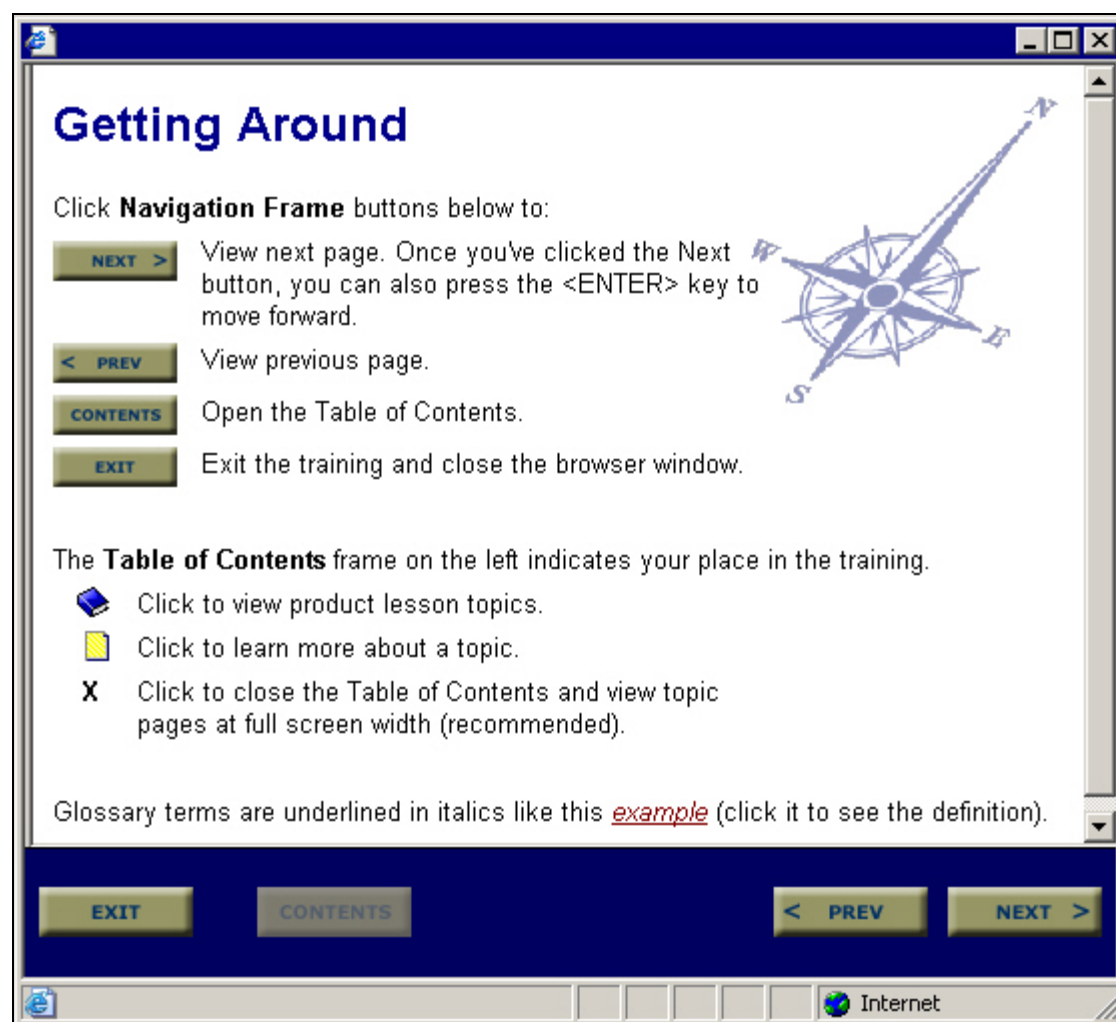 Getting Around
N
Click Navigation Frame buttons below to:
NEXT >
View next page. Once you've clicked the Next
button, you can also press the <ENTER> key to
move forward.
W
E
S
< PREV
View previous page.
CONTENTS
Open the Table of Contents.
EXIT
Exit the training and close the browser window.
The Table of Contents frame on the left indicates your place in the training.
Click to view product lesson topics.
Click to learn more about a topic.
X Click to close the Table of Contents and view topic
pages at full screen width (recommended).
Glossary terms are underlined in italics like this example (click it to see the definition).
EXIT
CONTENTS
< PREV
NEXT >
Internet